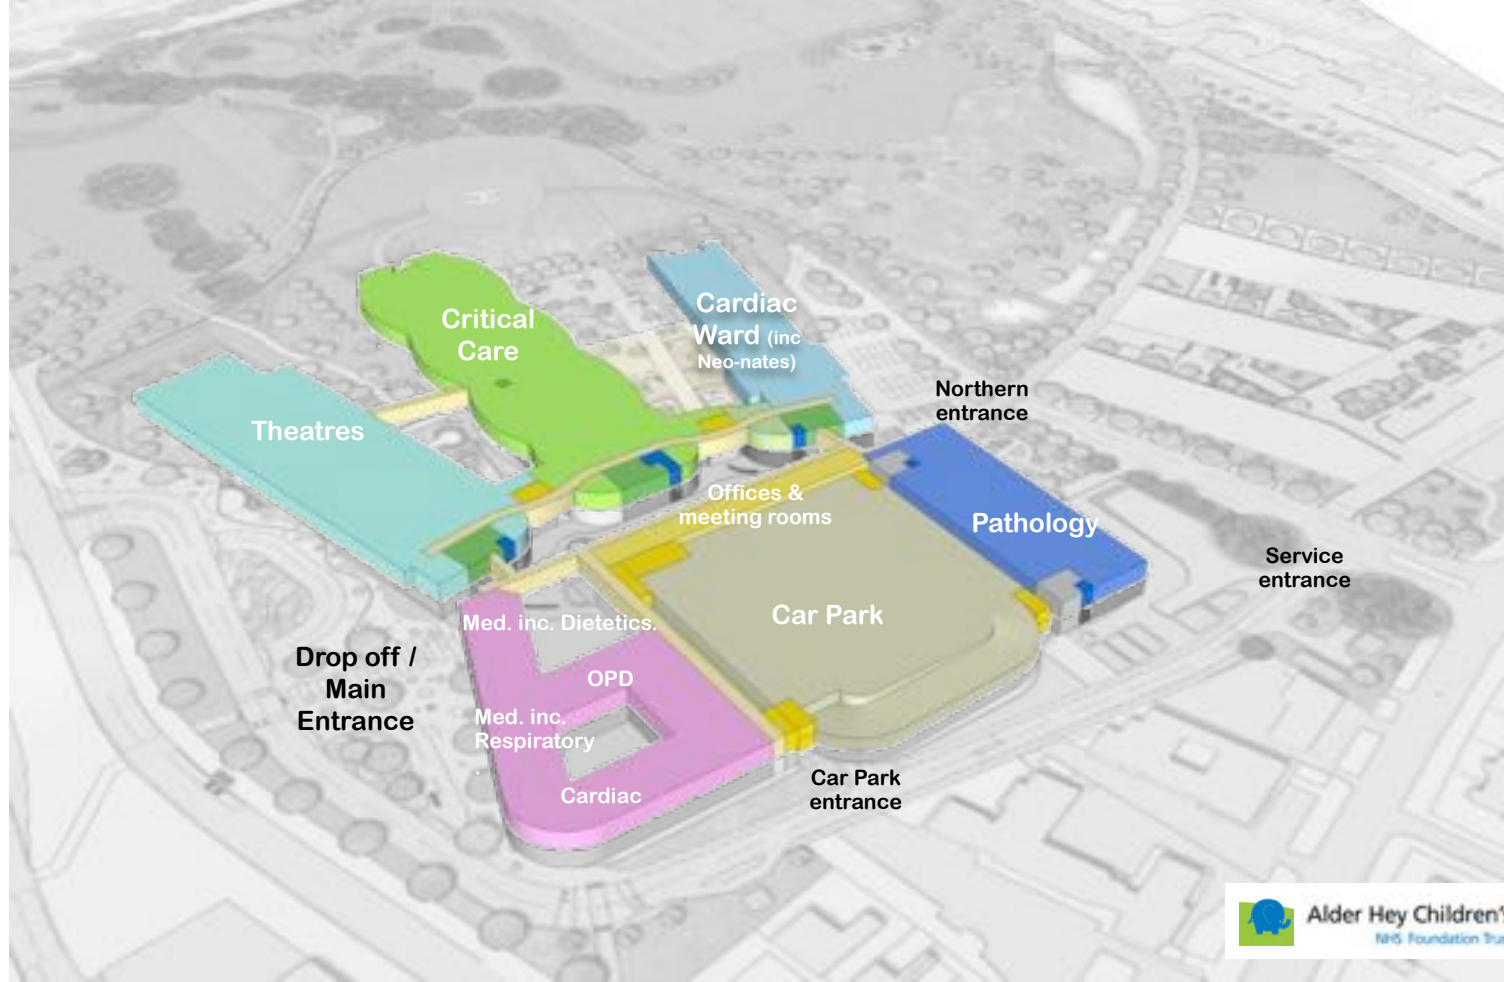 Critical
Care
Cardiac
Ward (inc
Neo-nates)
Northern
entrance
Theatres
Offices &
meeting rooms
Pathology
Service
entrance
Car Park
Med. inc. Dietetics.
OPD
Drop off /
Main
Entrance
Med. inc.
Respiratory
.
Cardiac
Car Park
entrance
H
Alder Hey Children's
NHS Foundation Trus